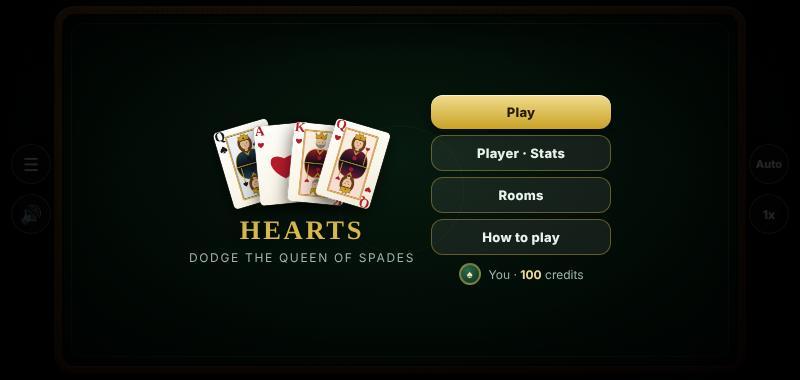 Q
A
K
Q
Q
HEARTS
DODGE THE QUEEN OF SPADES
Play
Player · Stats
Rooms
How to play
You · 100 credits
Auto
1x